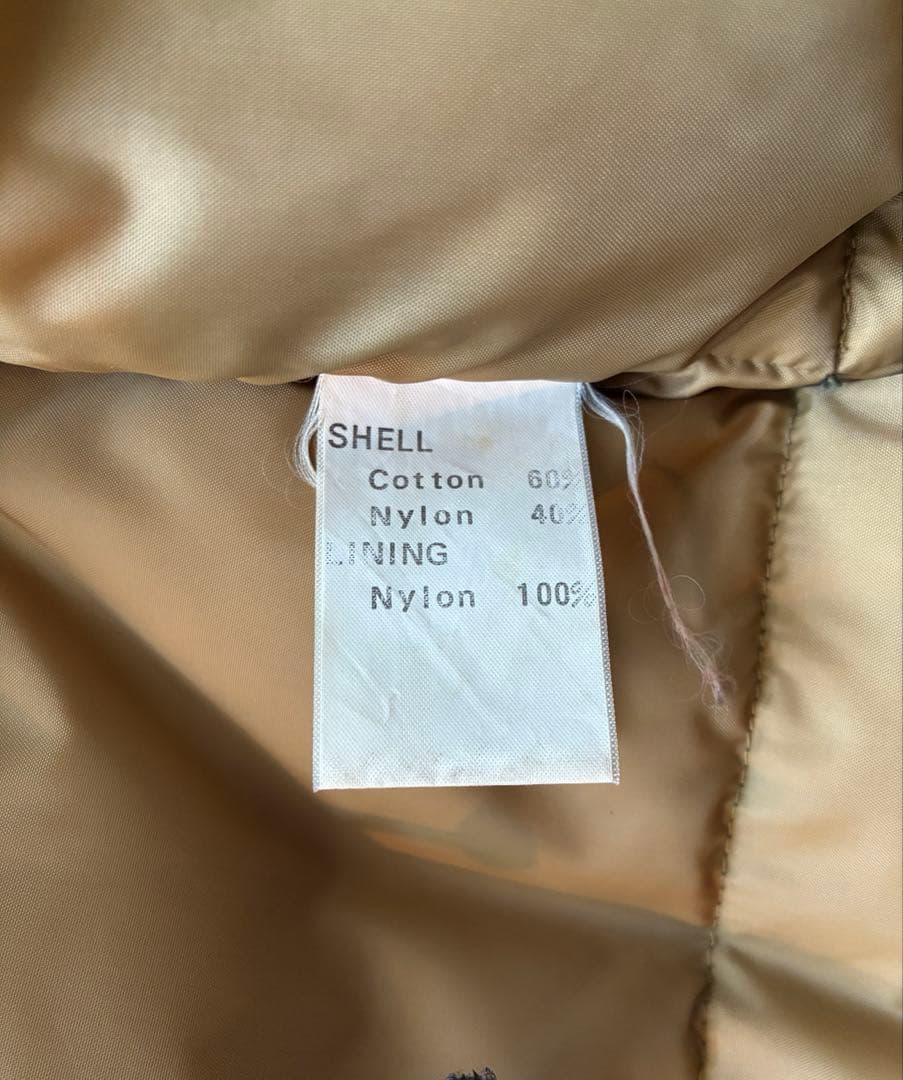 SHELL
Cotton 60%
Nylon 40%
LINING
Nylon 100%